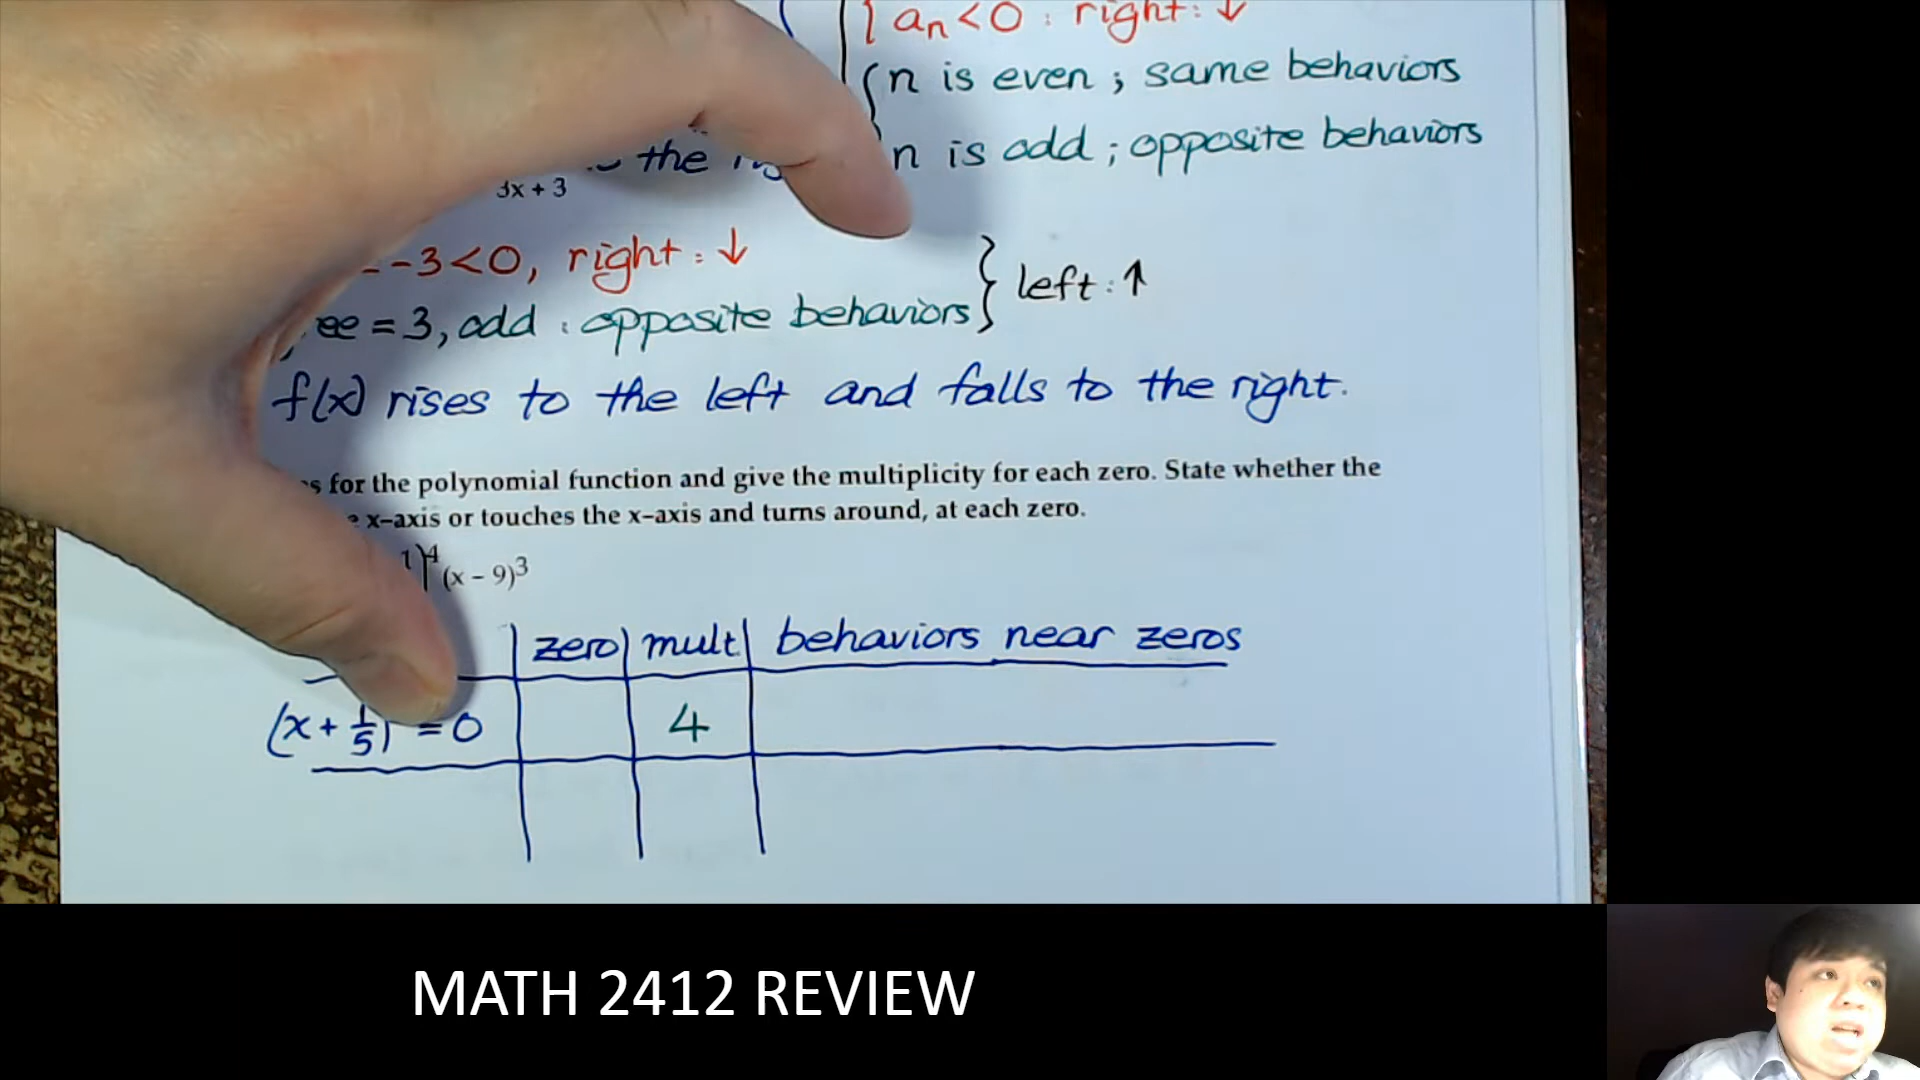 aₙ < 0 : right: ↓
n is even ; same behaviors
the n is odd ; opposite behaviors
3x + 3
= -3 < 0, right: ↓
ee = 3, odd : opposite behaviors } left: ↑
f(x) rises to the left and falls to the right.
s for the polynomial function and give the multiplicity for each zero. State whether the
x-axis or touches the x-axis and turns around, at each zero.
1)⁴(x - 9)³
zero mult behaviors near zeros
(x + 1/5) = 0 4
MATH 2412 REVIEW